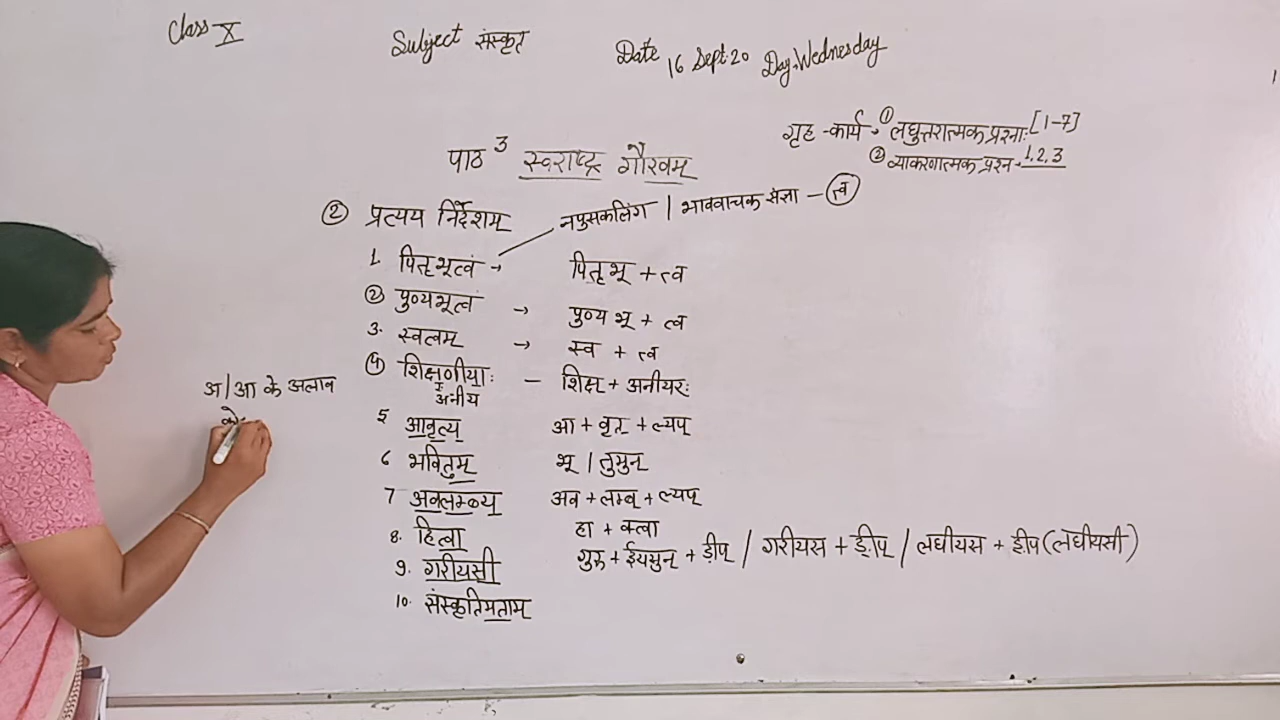 Class X Subject संस्कृत Date 16 Sept. 20 Day. Wednesday
गृह-कार्य → ① लघुत्तरात्मक प्रश्नाः [1-7]
② व्याकरणात्मक प्रश्न - 1, 2, 3
पाठ 3 स्वराष्ट्र गौरवम्
② प्रत्यय निर्देशम् नपुसकलिंग | भाववाचक संज्ञा - त्व
1. पितृभूत्वं → पितृभू + त्व
② पुण्यभूत्वं → पुण्य भू + त्व
3. स्वत्वम् → स्व + त्व
④ शिक्षणीयाः - शिक्ष + अनीयरः
अनीय
अ/आ के अलाव
5 आवृत्य आ + वृत् + ल्यप्
6 भवितुम् भू / तुमुन्
7 अवलम्ब्य अव + लम्ब् + ल्यप्
8. हित्वा हा + क्त्वा
9. गरीयसी गुरु + ईयसुन् + ड़ीप् / गरीयस + ड़ीप् / लघीयस + ड़ीप (लघीयसी)
10. संस्कृतिमताम्